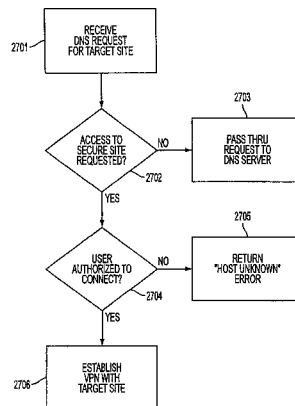 2701
RECEIVE
DNS REQUEST
FOR TARGET SITE
2703
ACCESS TO
SECURE SITE
REQUESTED?
NO
2702
PASS THRU
REQUEST TO
DNS SERVER
YES
2705
USER
AUTHORIZED TO
CONNECT?
NO
2704
RETURN
"HOST UNKNOWN"
ERROR
YES
2706
ESTABLISH
VPN WITH
TARGET SITE